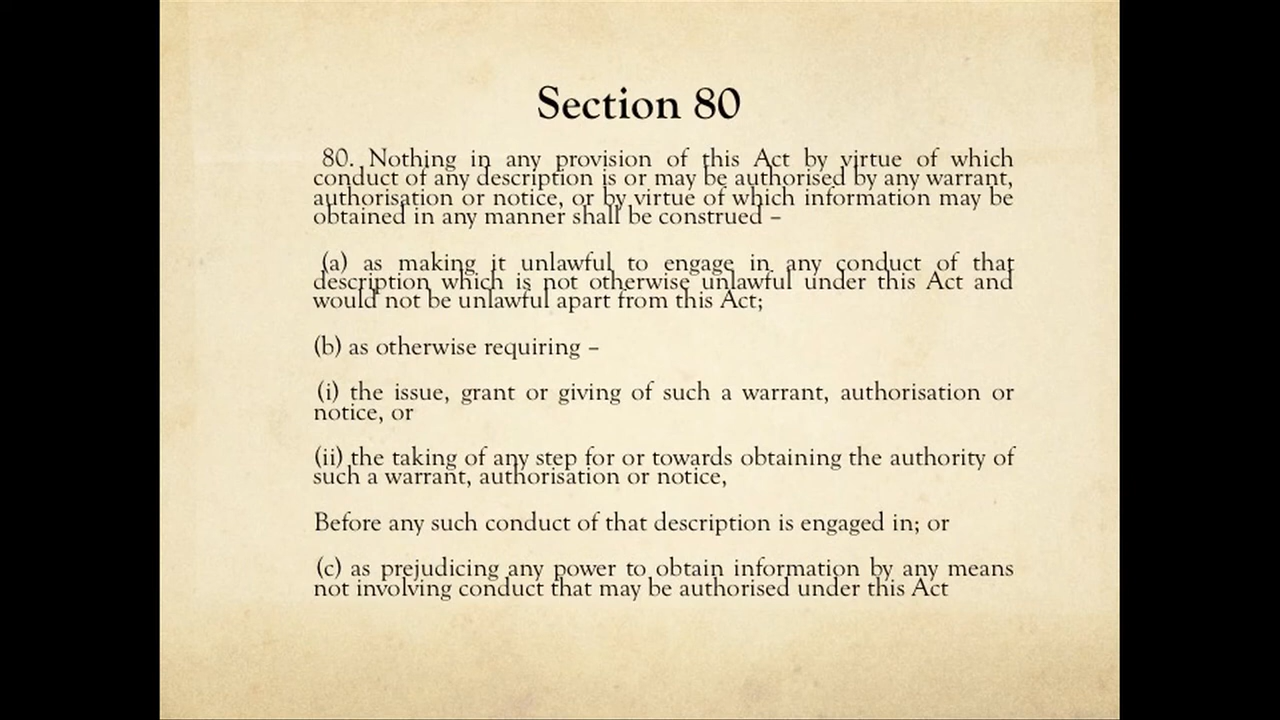 Section 80
80. Nothing in any provision of this Act by virtue of which
conduct of any description is or may be authorised by any warrant,
authorisation or notice, or by virtue of which information may be
obtained in any manner shall be construed –
(a) as making it unlawful to engage in any conduct of that
description which is not otherwise unlawful under this Act and
would not be unlawful apart from this Act;
(b) as otherwise requiring –
(i) the issue, grant or giving of such a warrant, authorisation or
notice, or
(ii) the taking of any step for or towards obtaining the authority of
such a warrant, authorisation or notice,
Before any such conduct of that description is engaged in; or
(c) as prejudicing any power to obtain information by any means
not involving conduct that may be authorised under this Act